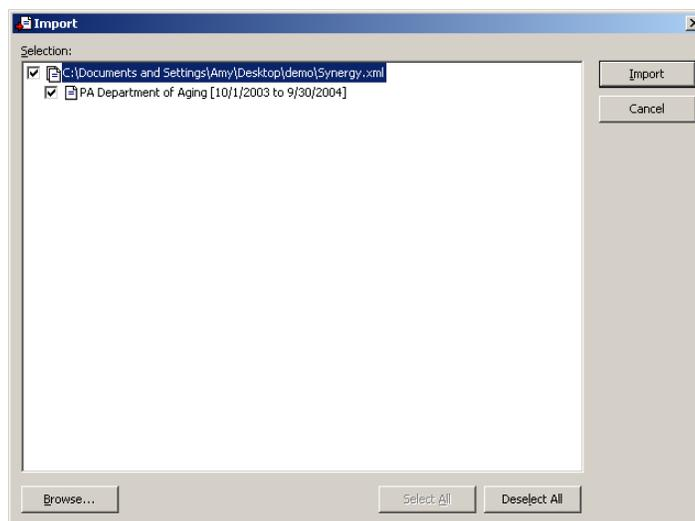 Import
Selection:
C:\Documents and Settings\Amy\Desktop\demo\Synergy.xml
PA Department of Aging [10/1/2003 to 9/30/2004]
Import
Cancel
Browse...
Select All
Deselect All